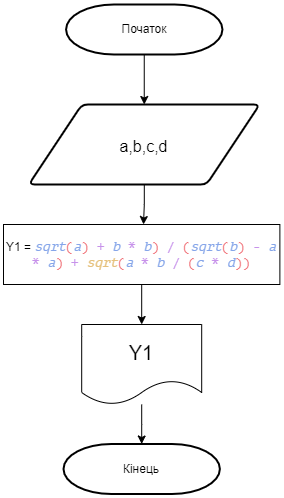 Початок
a,b,c,d
Y1 = sqrt(a) + b * b) / (sqrt(b) - a
* a) + sqrt(a * b / (c * d))
Y1
Кінець